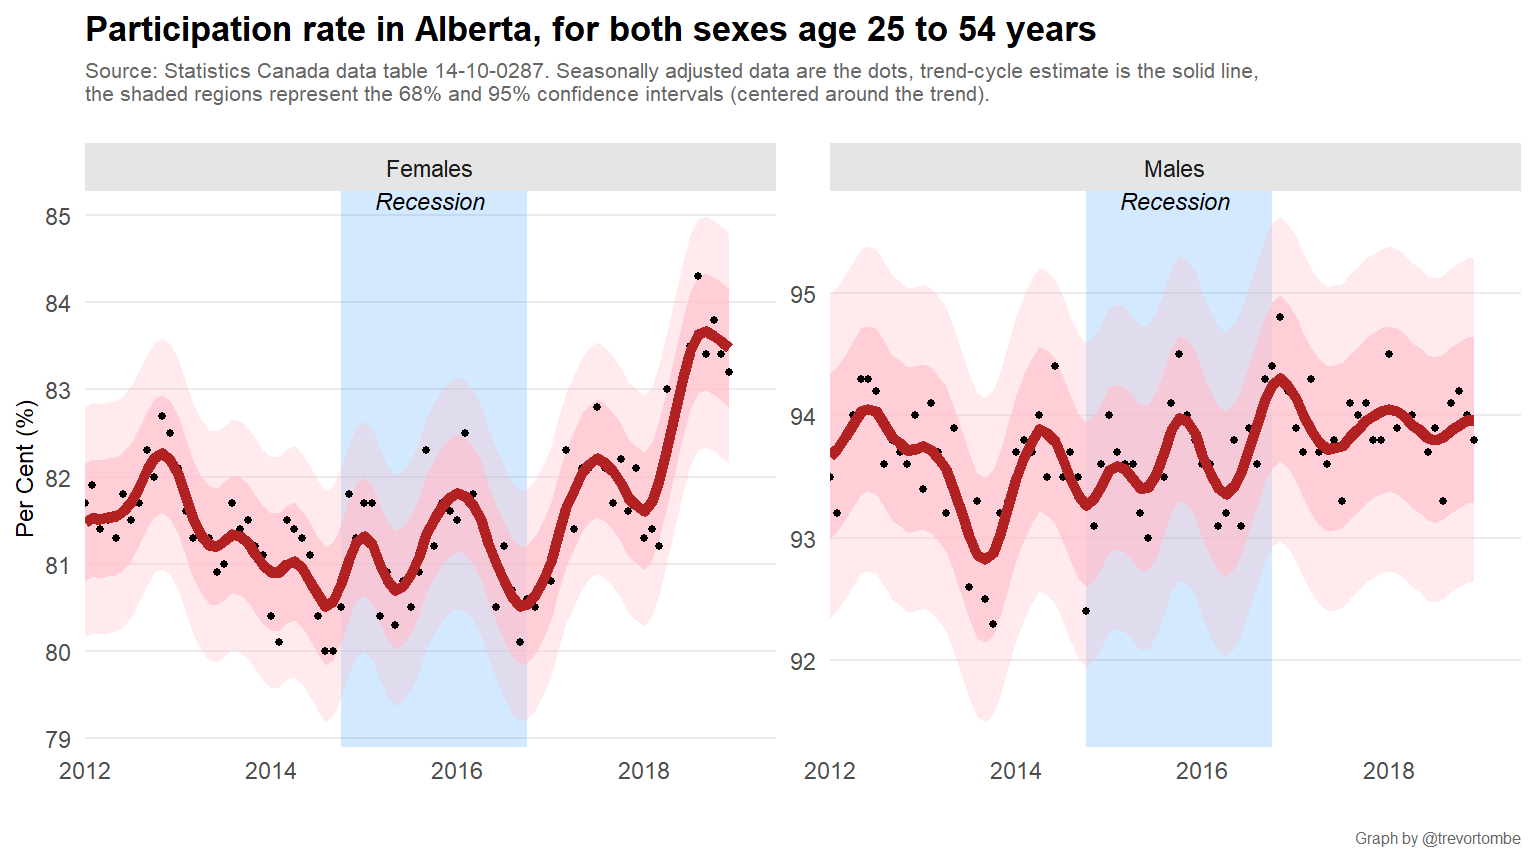 Participation rate in Alberta, for both sexes age 25 to 54 years
Source: Statistics Canada data table 14-10-0287. Seasonally adjusted data are the dots, trend-cycle estimate is the solid line,
the shaded regions represent the 68% and 95% confidence intervals (centered around the trend).
Females
Recession
Per Cent (%)
85
84
83
82
81
80
79
2012 2014 2016 2018
Males
Recession
95
94
93
92
2012 2014 2016 2018
Graph by @trevortombe